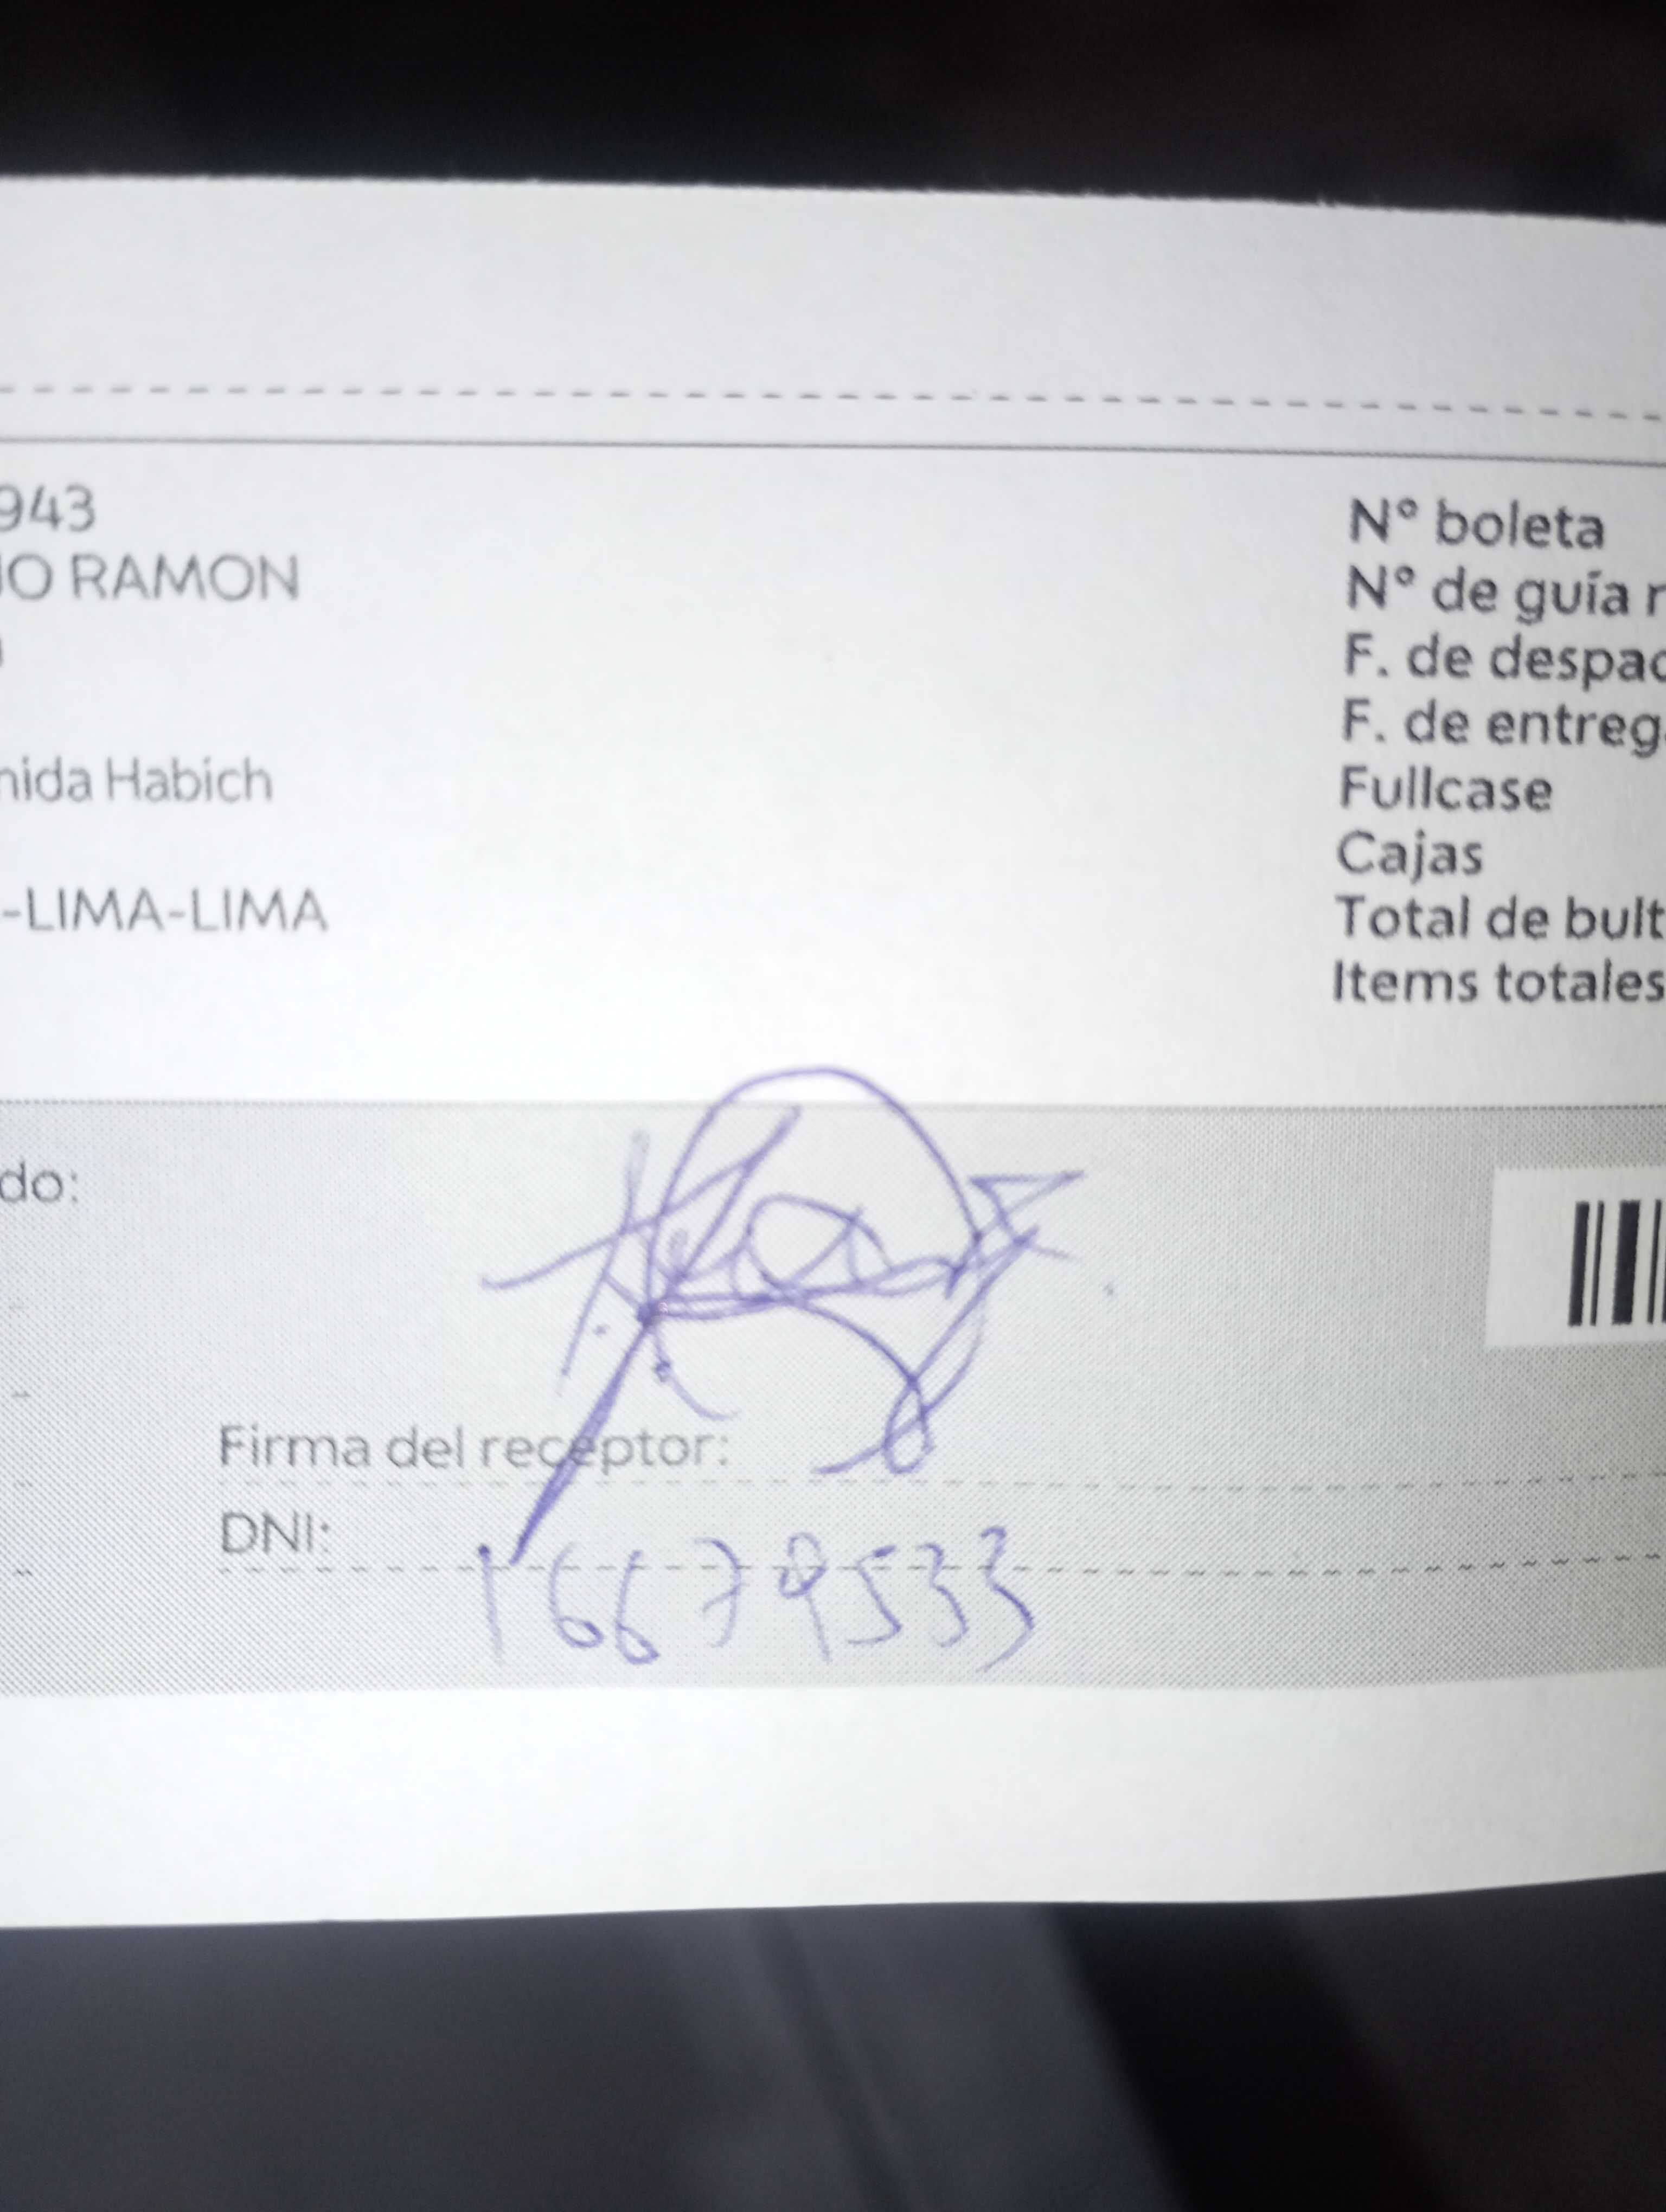 943
IO RAMON
nida Habich
-LIMA-LIMA
N° boleta
N° de guía r
F. de despac
F. de entreg
Fullcase
Cajas
Total de bult
Items totales
do:
Firma del receptor:
DNI: 16679533